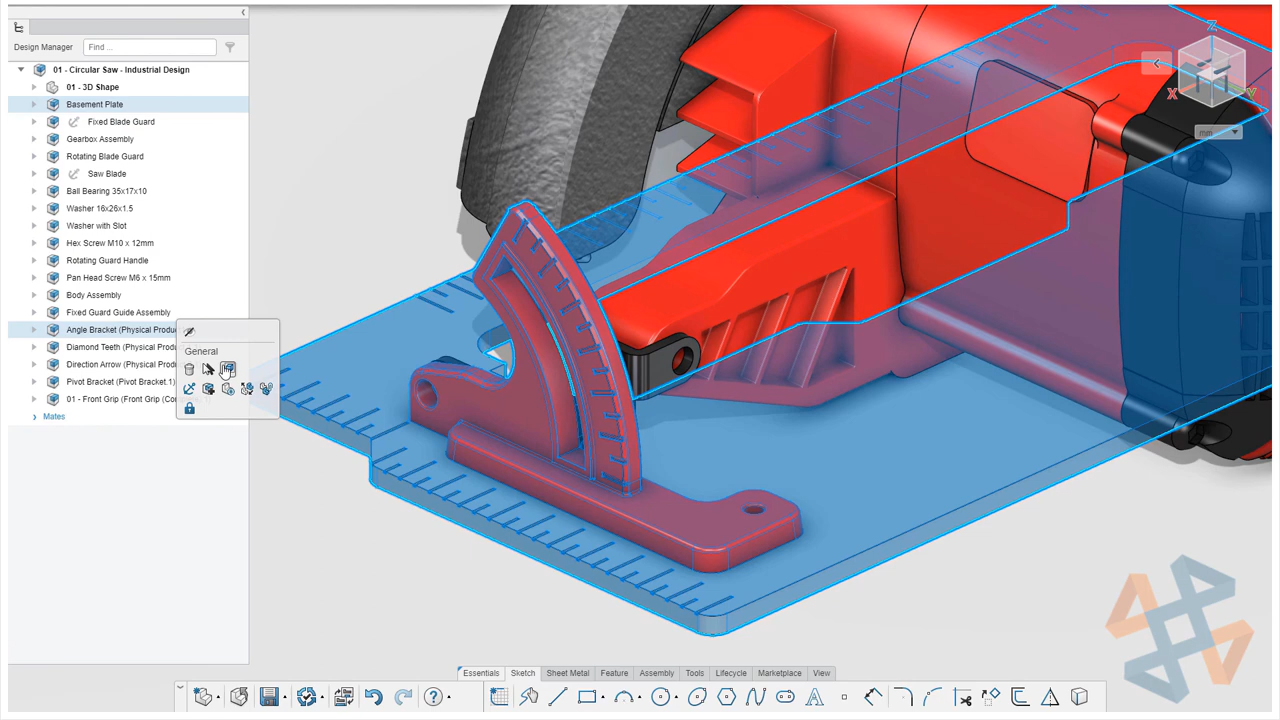 Design Manager
Find ...
01 - Circular Saw - Industrial Design
01 - 3D Shape
Basement Plate
Fixed Blade Guard
Gearbox Assembly
Rotating Blade Guard
Saw Blade
Ball Bearing 35x17x10
Washer 16x26x1.5
Washer with Slot
Hex Screw M10 x 12mm
Rotating Guard Handle
Pan Head Screw M6 x 15mm
Body Assembly
Fixed Guard Guide Assembly
Angle Bracket (Physical Produ
Diamond Teeth (Physical Prod
Direction Arrow (Physical Prod
Pivot Bracket (Pivot Bracket.1)
01 - Front Grip (Front Grip (Co
Mates
General
Z
X
Y
mm
Essentials Sketch Sheet Metal Feature Assembly Tools Lifecycle Marketplace View